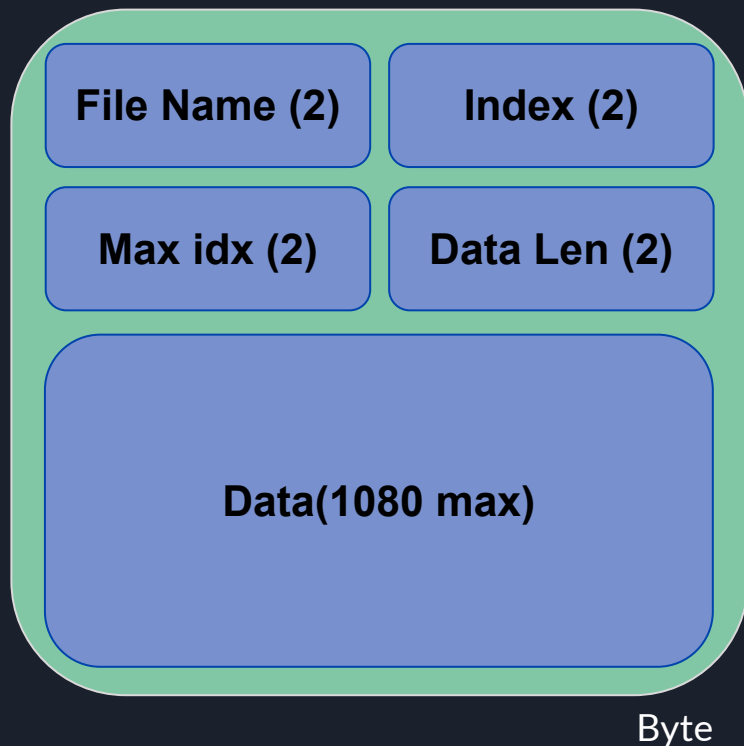 File Name (2)
Index (2)
Max idx (2)
Data Len (2)
Data(1080 max)
Byte